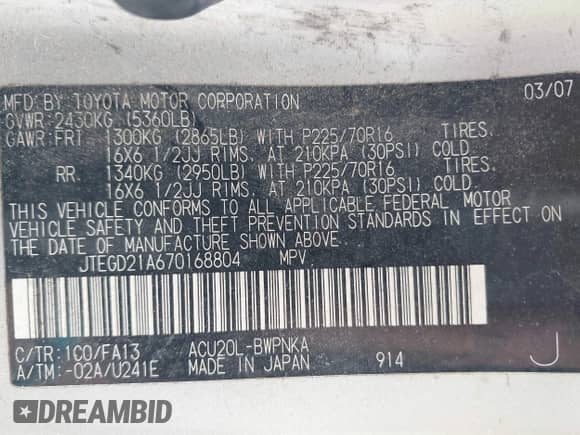 MFD BY TOYOTA MOTOR CORPORATION 03/07
GVWR 2430KG (5360LB)
GAWR FRT 1300KG (2865LB) WITH P225/70R16 TIRES.
16X6 1/2JJ RIMS. AT 210KPA (30PSI) COLD.
RR. 1340KG (2950LB) WITH P225/70R16 TIRES.
16X6 1/2JJ RIMS. AT 210KPA (30PSI) COLD.
THIS VEHICLE CONFORMS TO ALL APPLICABLE FEDERAL MOTOR
VEHICLE SAFETY AND THEFT PREVENTION STANDARDS IN EFFECT ON
THE DATE OF MANUFACTURE SHOWN ABOVE.
JTEGD21A670168804 MPV
C/TR:1C0/FA13 ACU20L-BWPNKA
A/TM:-02A/U241E MADE IN JAPAN 914 J
DREAMBID